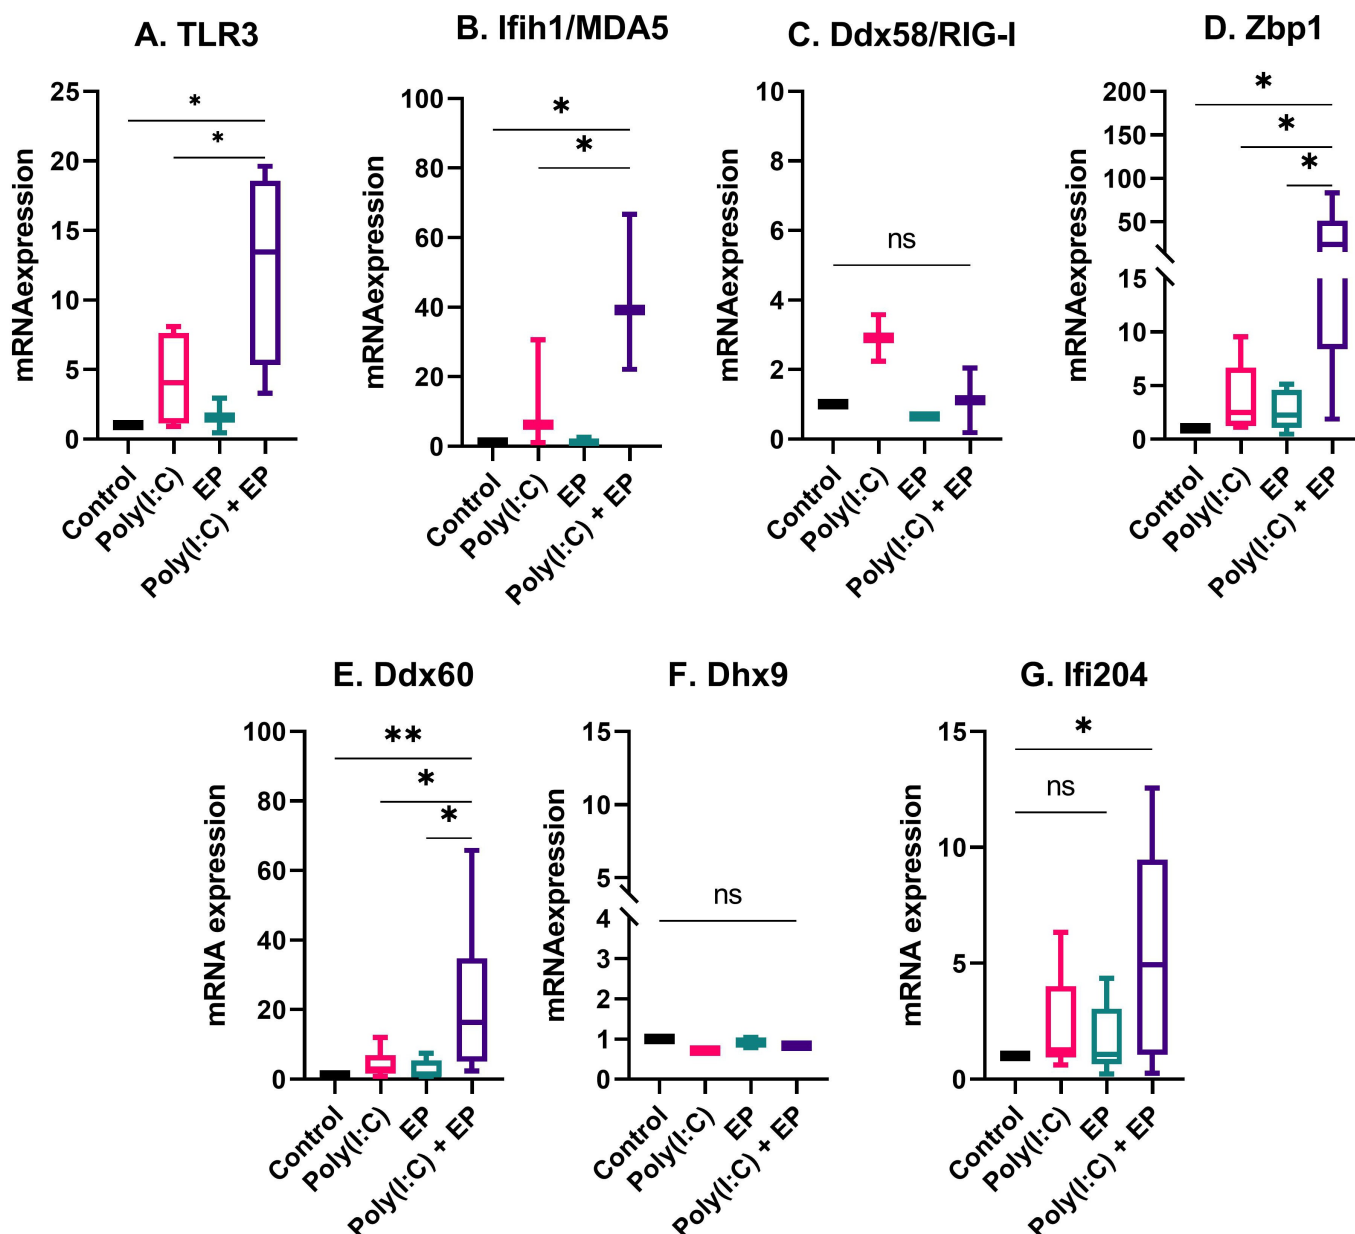 A. TLR3
B. Ifih1/MDA5
C. Ddx58/RIG-I
D. Zbp1
mRNAexpression
25
20
15
10
5
0
*
*
Control
Poly(I:C)
EP
Poly(I:C) + EP
mRNAexpression
100
80
60
40
20
0
*
*
Control
Poly(I:C)
EP
Poly(I:C) + EP
mRNAexpression
10
8
6
4
2
0
ns
Control
Poly(I:C)
EP
Poly(I:C) + EP
mRNAexpression
200
150
100
50
15
10
5
0
*
*
*
Control
Poly(I:C)
EP
Poly(I:C) + EP
E. Ddx60
F. Dhx9
G. Ifi204
mRNA expression
100
80
60
40
20
0
**
*
*
Control
Poly(I:C)
EP
Poly(I:C) + EP
mRNAexpression
15
10
5
4
3
2
1
0
ns
Control
Poly(I:C)
EP
Poly(I:C) + EP
mRNA expression
15
10
5
0
*
ns
Control
Poly(I:C)
EP
Poly(I:C) + EP